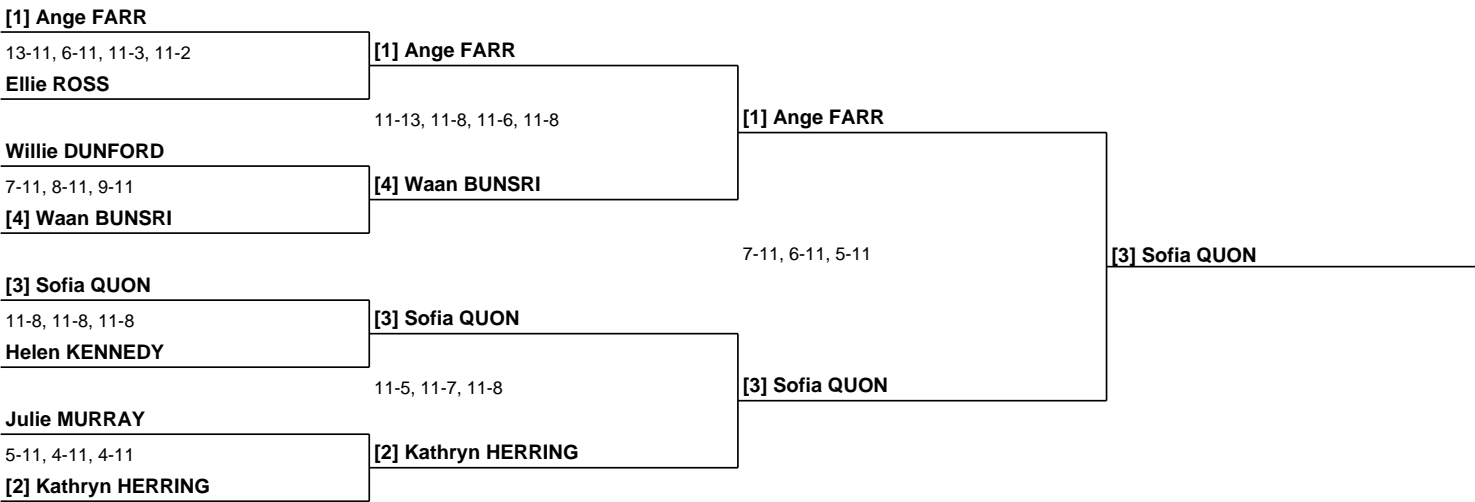 [1] Ange FARR
13-11, 6-11, 11-3, 11-2
[1] Ange FARR
Ellie ROSS
11-13, 11-8, 11-6, 11-8
[1] Ange FARR
Willie DUNFORD
7-11, 8-11, 9-11
[4] Waan BUNSRI
[4] Waan BUNSRI
7-11, 6-11, 5-11
[3] Sofia QUON
[3] Sofia QUON
11-8, 11-8, 11-8
[3] Sofia QUON
Helen KENNEDY
11-5, 11-7, 11-8
[3] Sofia QUON
Julie MURRAY
5-11, 4-11, 4-11
[2] Kathryn HERRING
[2] Kathryn HERRING